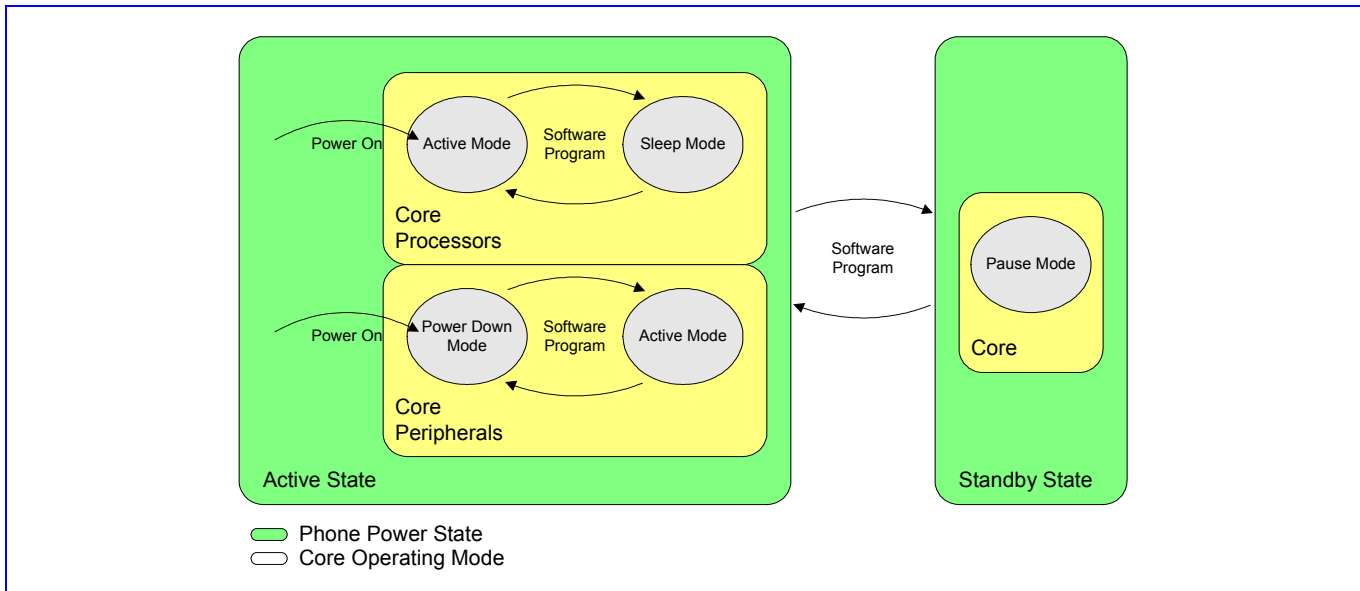 Power On
Active Mode
Software
Program
Sleep Mode
Core
Processors
Power On
Power Down
Mode
Software
Program
Active Mode
Core
Peripherals
Active State
Software
Program
Pause Mode
Core
Standby State
Phone Power State
Core Operating Mode